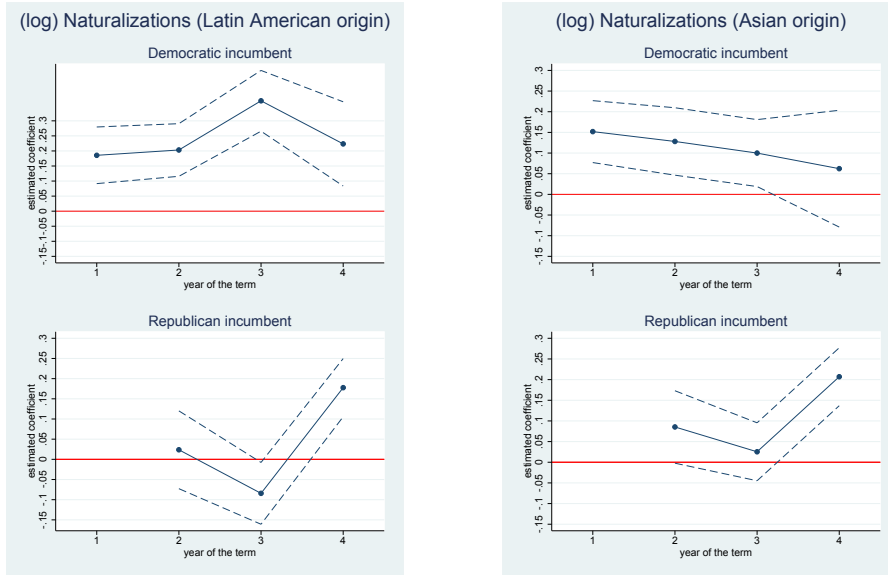 (log) Naturalizations (Latin American origin)
Democratic incumbent
estimated coefficient
-.15 -.1 -.05 0 .05 .1 .15 .2 .25 .3
1 2 3 4
year of the term
Republican incumbent
estimated coefficient
-.15 -.1 -.05 0 .05 .1 .15 .2 .25 .3
1 2 3 4
year of the term
(log) Naturalizations (Asian origin)
Democratic incumbent
estimated coefficient
-.15 -.1 -.05 0 .05 .1 .15 .2 .25 .3
1 2 3 4
year of the term
Republican incumbent
estimated coefficient
-.15 -.1 -.05 0 .05 .1 .15 .2 .25 .3
1 2 3 4
year of the term